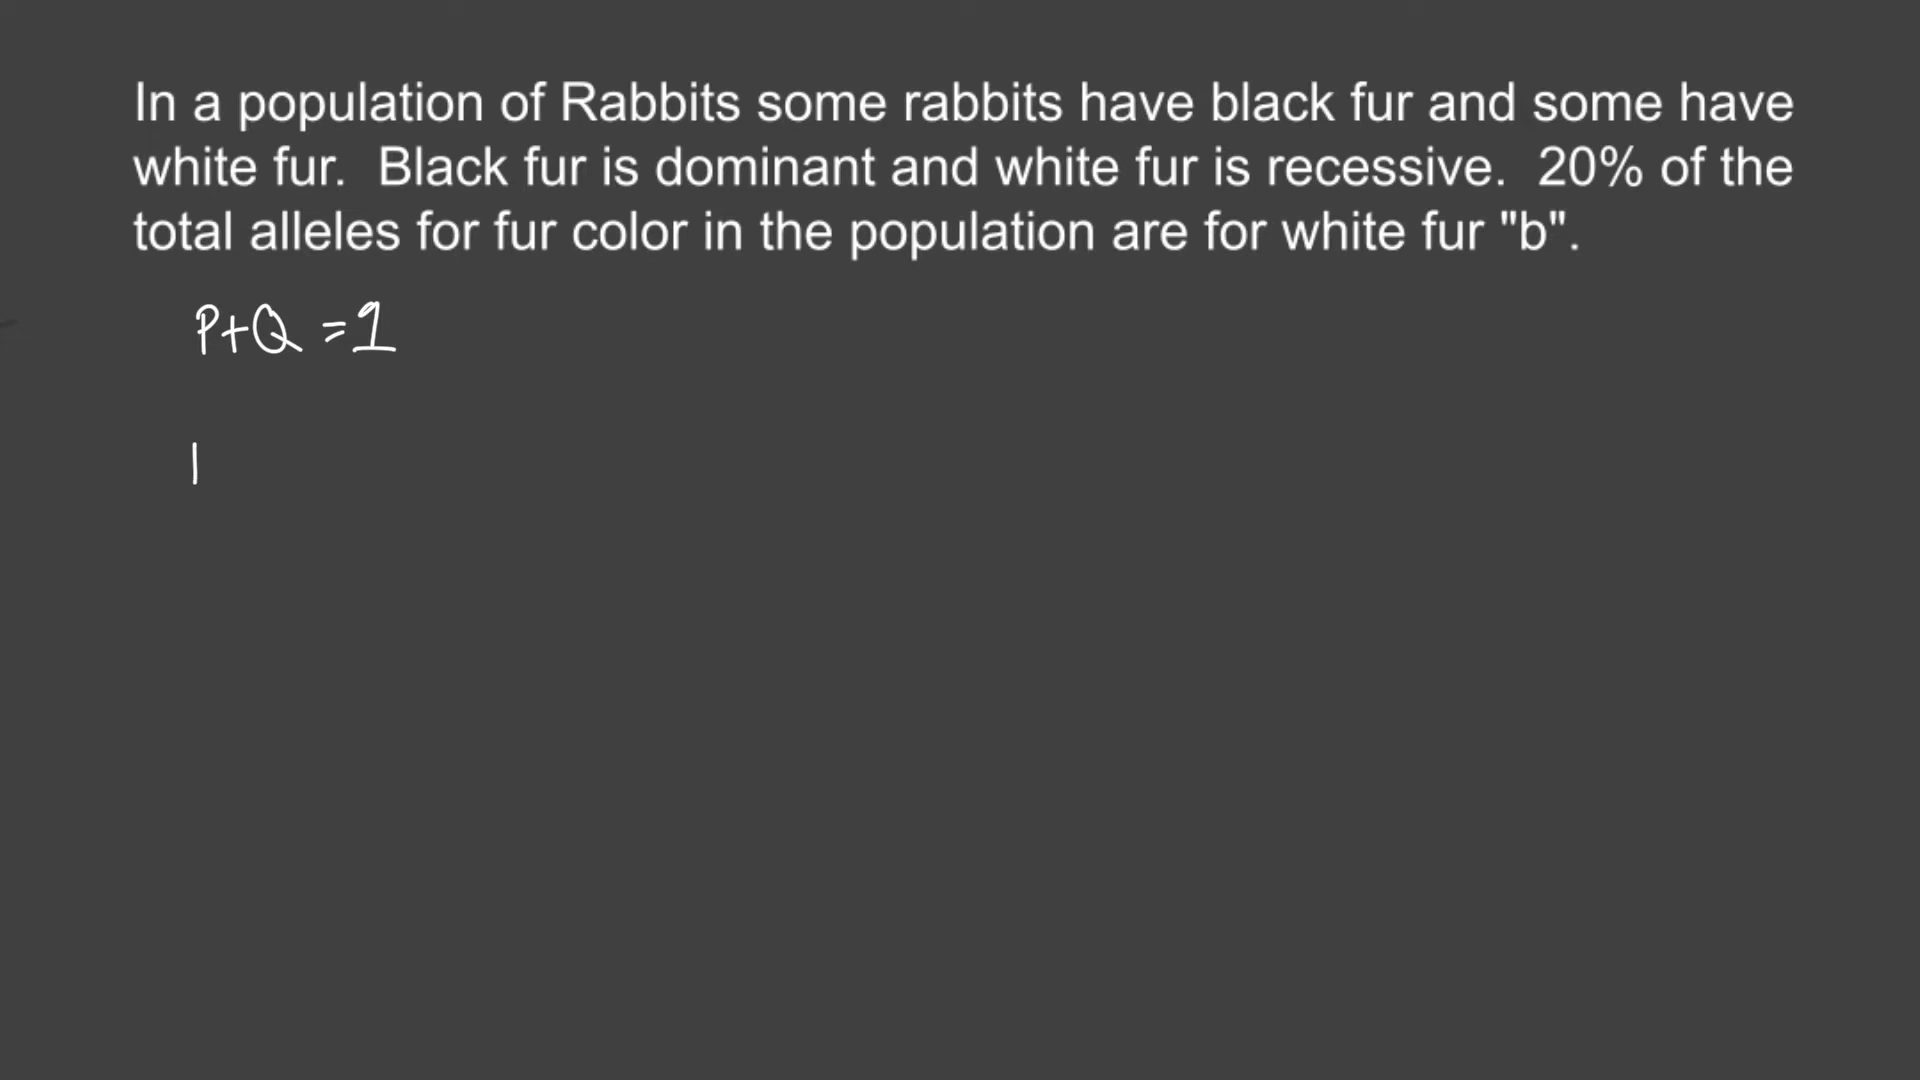 In a population of Rabbits some rabbits have black fur and some have
white fur.  Black fur is dominant and white fur is recessive.  20% of the
total alleles for fur color in the population are for white fur "b".
P+Q = 1
|